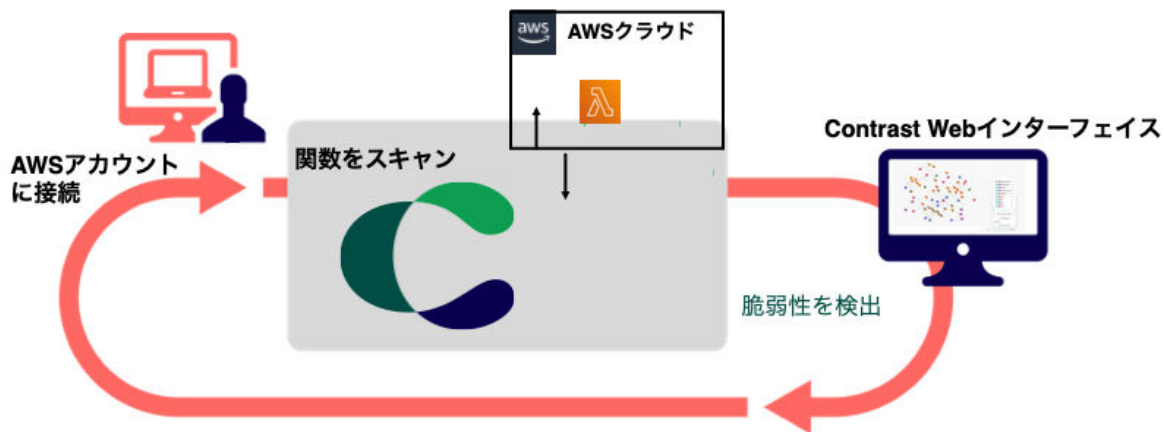 aws
AWSクラウド
Contrast Webインターフェイス
関数をスキャン
AWSアカウント
に接続
脆弱性を検出